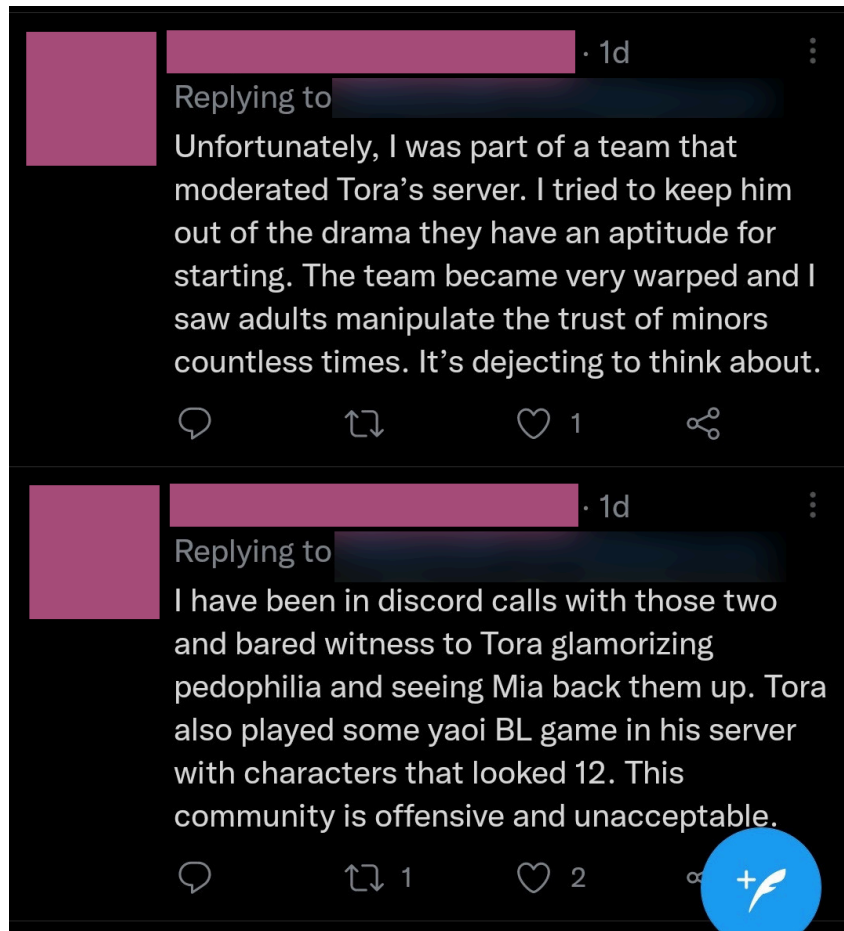 · 1d
Replying to
Unfortunately, I was part of a team that
moderated Tora’s server. I tried to keep him
out of the drama they have an aptitude for
starting. The team became very warped and I
saw adults manipulate the trust of minors
countless times. It’s dejecting to think about.
1
· 1d
Replying to
I have been in discord calls with those two
and bared witness to Tora glamorizing
pedophilia and seeing Mia back them up. Tora
also played some yaoi BL game in his server
with characters that looked 12. This
community is offensive and unacceptable.
1 2